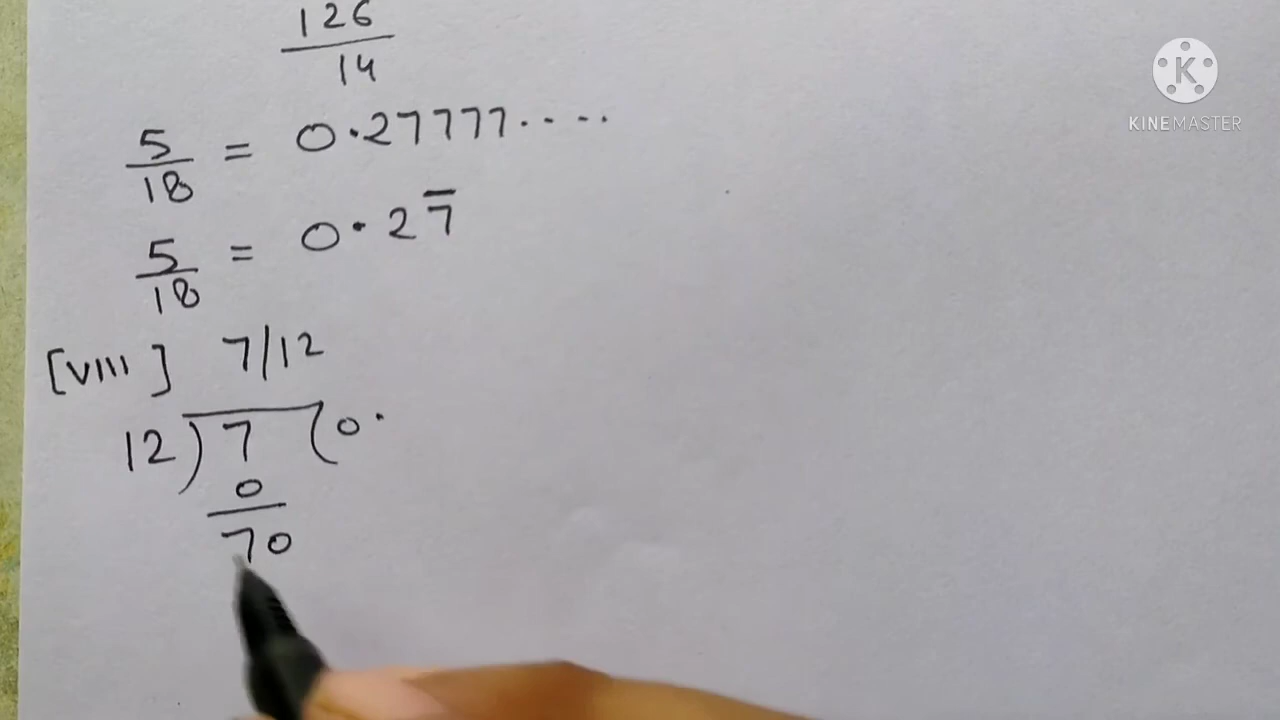 126
14
5/18 = 0.27777....
5/18 = 0.27̅
[VIII] 7/12
12) 7 (0.
0
70
K
KINEMASTER